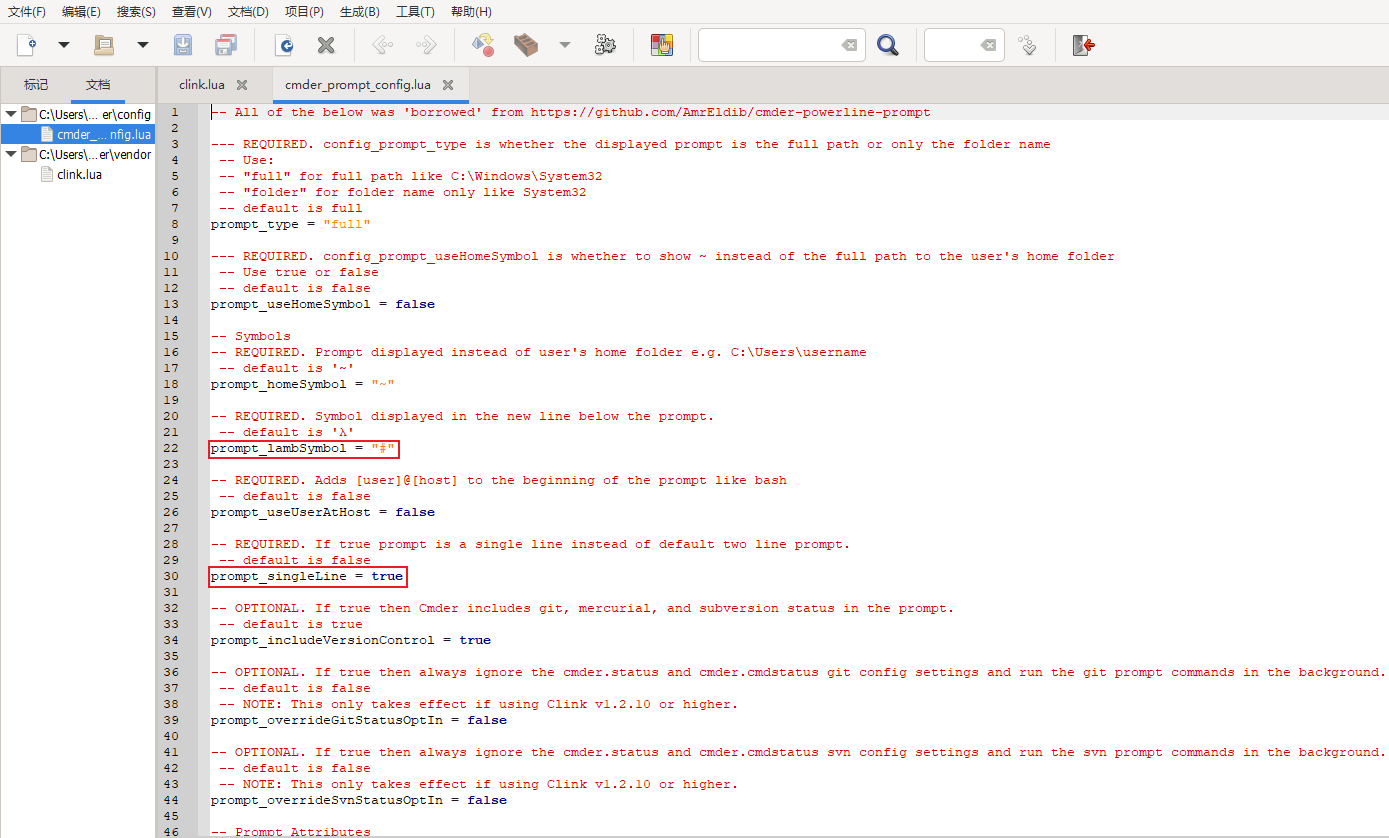 文件(F) 编辑(E) 搜索(S) 查看(V) 文档(D) 项目(P) 生成(B) 工具(T) 帮助(H)
标记 文档 clink.lua cmder_prompt_config.lua
C:\Users\... er\config
cmder_... nfig.lua
C:\Users\...er\vendor
clink.lua
1 -- All of the below was 'borrowed' from https://github.com/AmrEldib/cmder-powerline-prompt
2
3 --- REQUIRED. config_prompt_type is whether the displayed prompt is the full path or only the folder name
4 -- Use:
5 -- "full" for full path like C:\Windows\System32
6 -- "folder" for folder name only like System32
7 -- default is full
8 prompt_type = "full"
9
10 --- REQUIRED. config_prompt_useHomeSymbol is whether to show ~ instead of the full path to the user's home folder
11 -- Use true or false
12 -- default is false
13 prompt_useHomeSymbol = false
14
15 -- Symbols
16 -- REQUIRED. Prompt displayed instead of user's home folder e.g. C:\Users\username
17 -- default is '~'
18 prompt_homeSymbol = "~"
19
20 -- REQUIRED. Symbol displayed in the new line below the prompt.
21 -- default is 'λ'
22 prompt_lambSymbol = "#"
23
24 -- REQUIRED. Adds [user]@[host] to the beginning of the prompt like bash
25 -- default is false
26 prompt_useUserAtHost = false
27
28 -- REQUIRED. If true prompt is a single line instead of default two line prompt.
29 -- default is false
30 prompt_singleLine = true
31
32 -- OPTIONAL. If true then Cmder includes git, mercurial, and subversion status in the prompt.
33 -- default is true
34 prompt_includeVersionControl = true
35
36 -- OPTIONAL. If true then always ignore the cmder.status and cmder.cmdstatus git config settings and run the git prompt commands in the background.
37 -- default is false
38 -- NOTE: This only takes effect if using Clink v1.2.10 or higher.
39 prompt_overrideGitStatusOptIn = false
40
41 -- OPTIONAL. If true then always ignore the cmder.status and cmder.cmdstatus svn config settings and run the svn prompt commands in the background.
42 -- default is false
43 -- NOTE: This only takes effect if using Clink v1.2.10 or higher.
44 prompt_overrideSvnStatusOptIn = false
45
46 -- Prompt Attributes